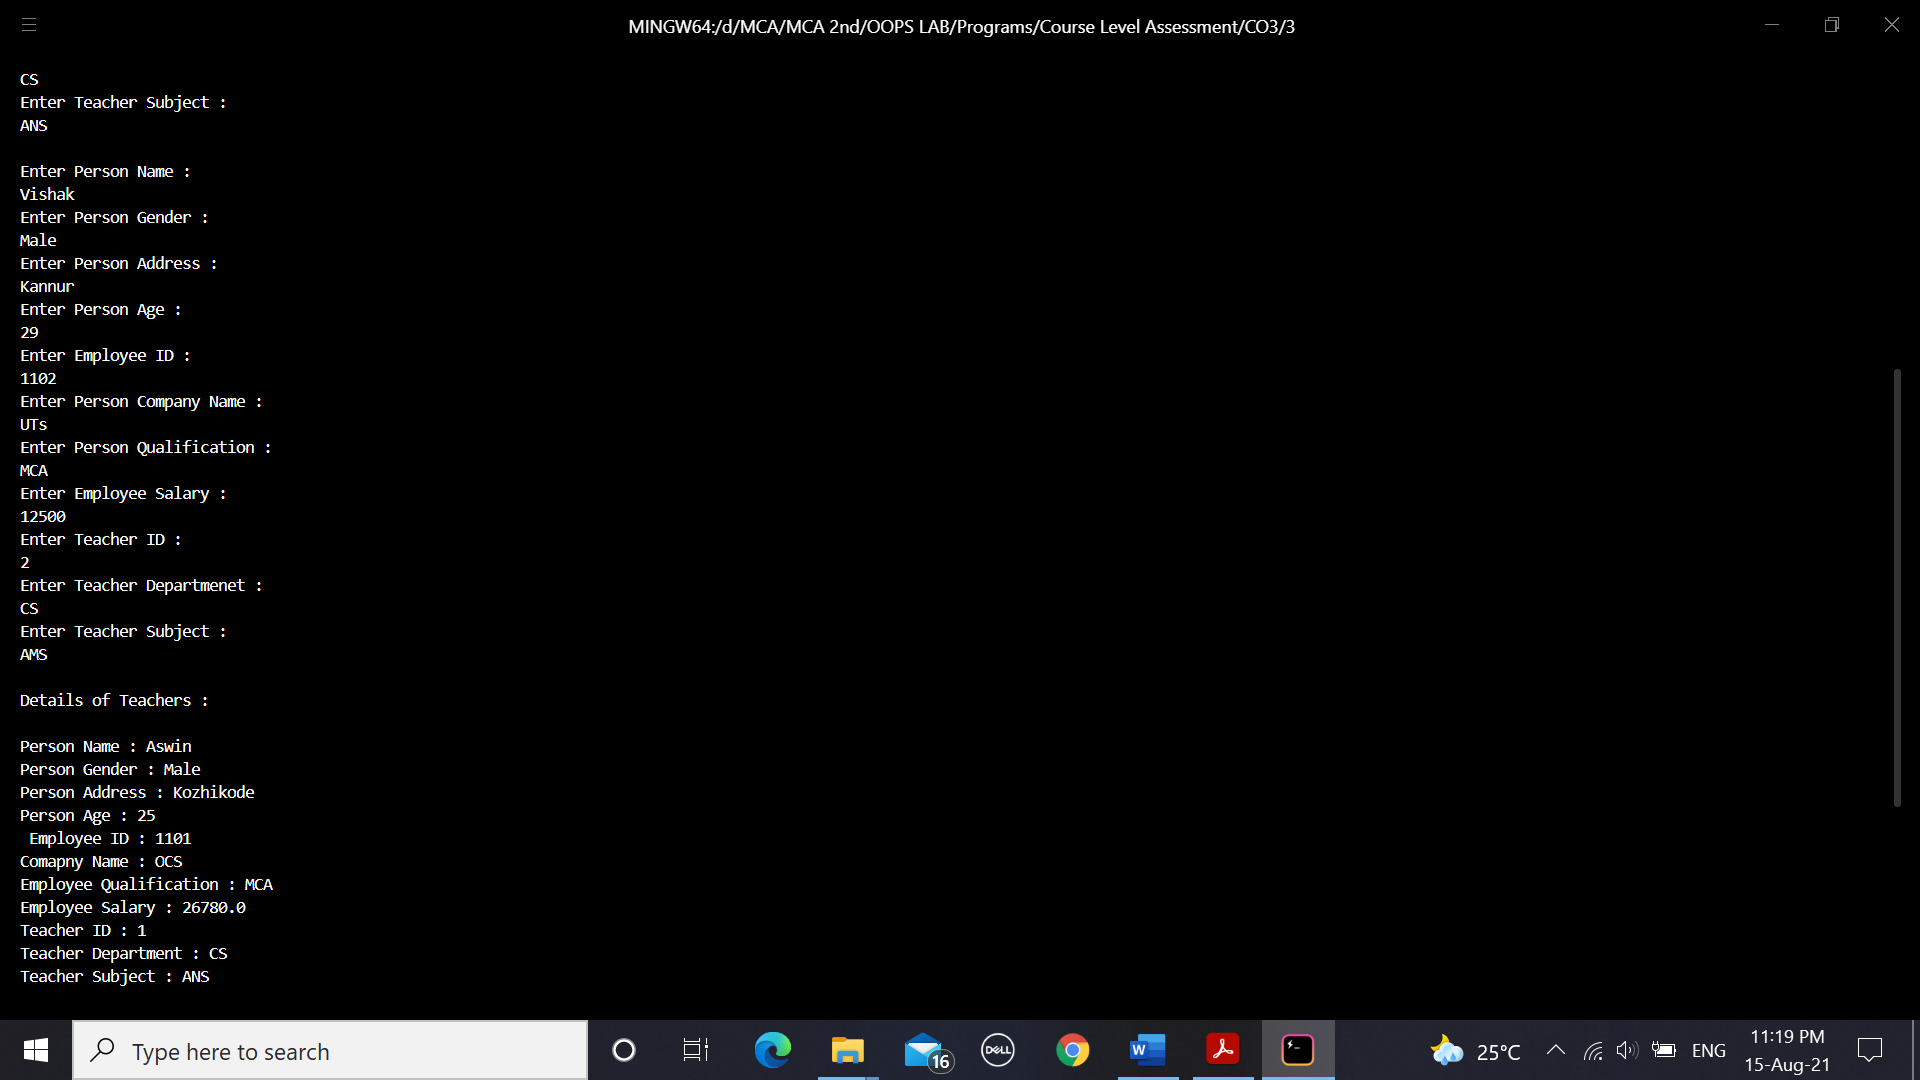 MINGW64:/d/MCA/MCA 2nd/OOPS LAB/Programs/Course Level Assessment/CO3/3
CS
Enter Teacher Subject :
ANS
Enter Person Name :
Vishak
Enter Person Gender :
Male
Enter Person Address :
Kannur
Enter Person Age :
29
Enter Employee ID :
1102
Enter Person Company Name :
UTs
Enter Person Qualification :
MCA
Enter Employee Salary :
12500
Enter Teacher ID :
2
Enter Teacher Departmenet :
CS
Enter Teacher Subject :
AMS
Details of Teachers :
Person Name : Aswin
Person Gender : Male
Person Address : Kozhikode
Person Age : 25
Employee ID : 1101
Comapny Name : OCS
Employee Qualification : MCA
Employee Salary : 26780.0
Teacher ID : 1
Teacher Department : CS
Teacher Subject : ANS
Type here to search
16
DELL
W
25°C
ENG
11:19 PM
15-Aug-21